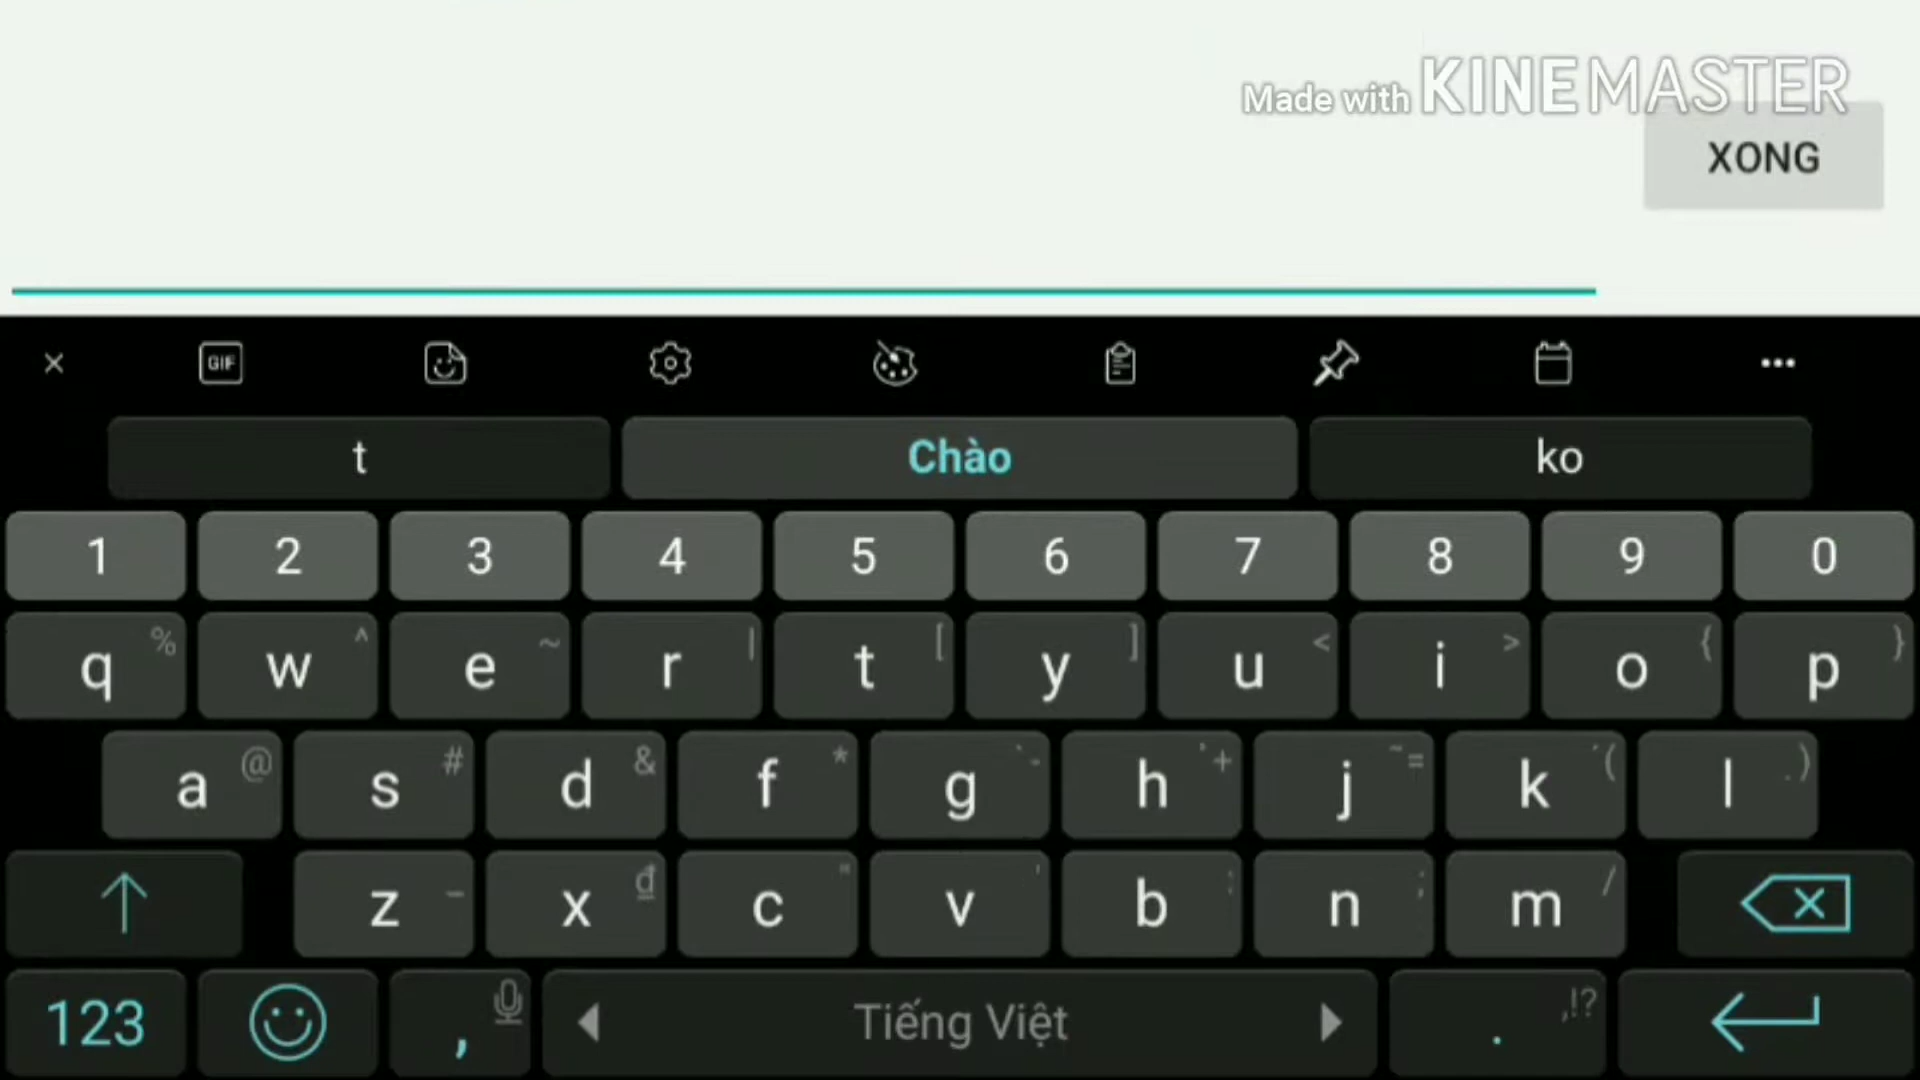 Made with KINEMASTER
XONG
GIF
t Chào ko
1 2 3 4 5 6 7 8 9 0
q % w ^ e ~ r | t [ y ] u < i > o { p }
a @ s # d & f * g ` - h ̉ + j ~ = k ´ ( l . )
z _ x ₫ c " v ' b : n ; m /
123 , Tiếng Việt . ,!?